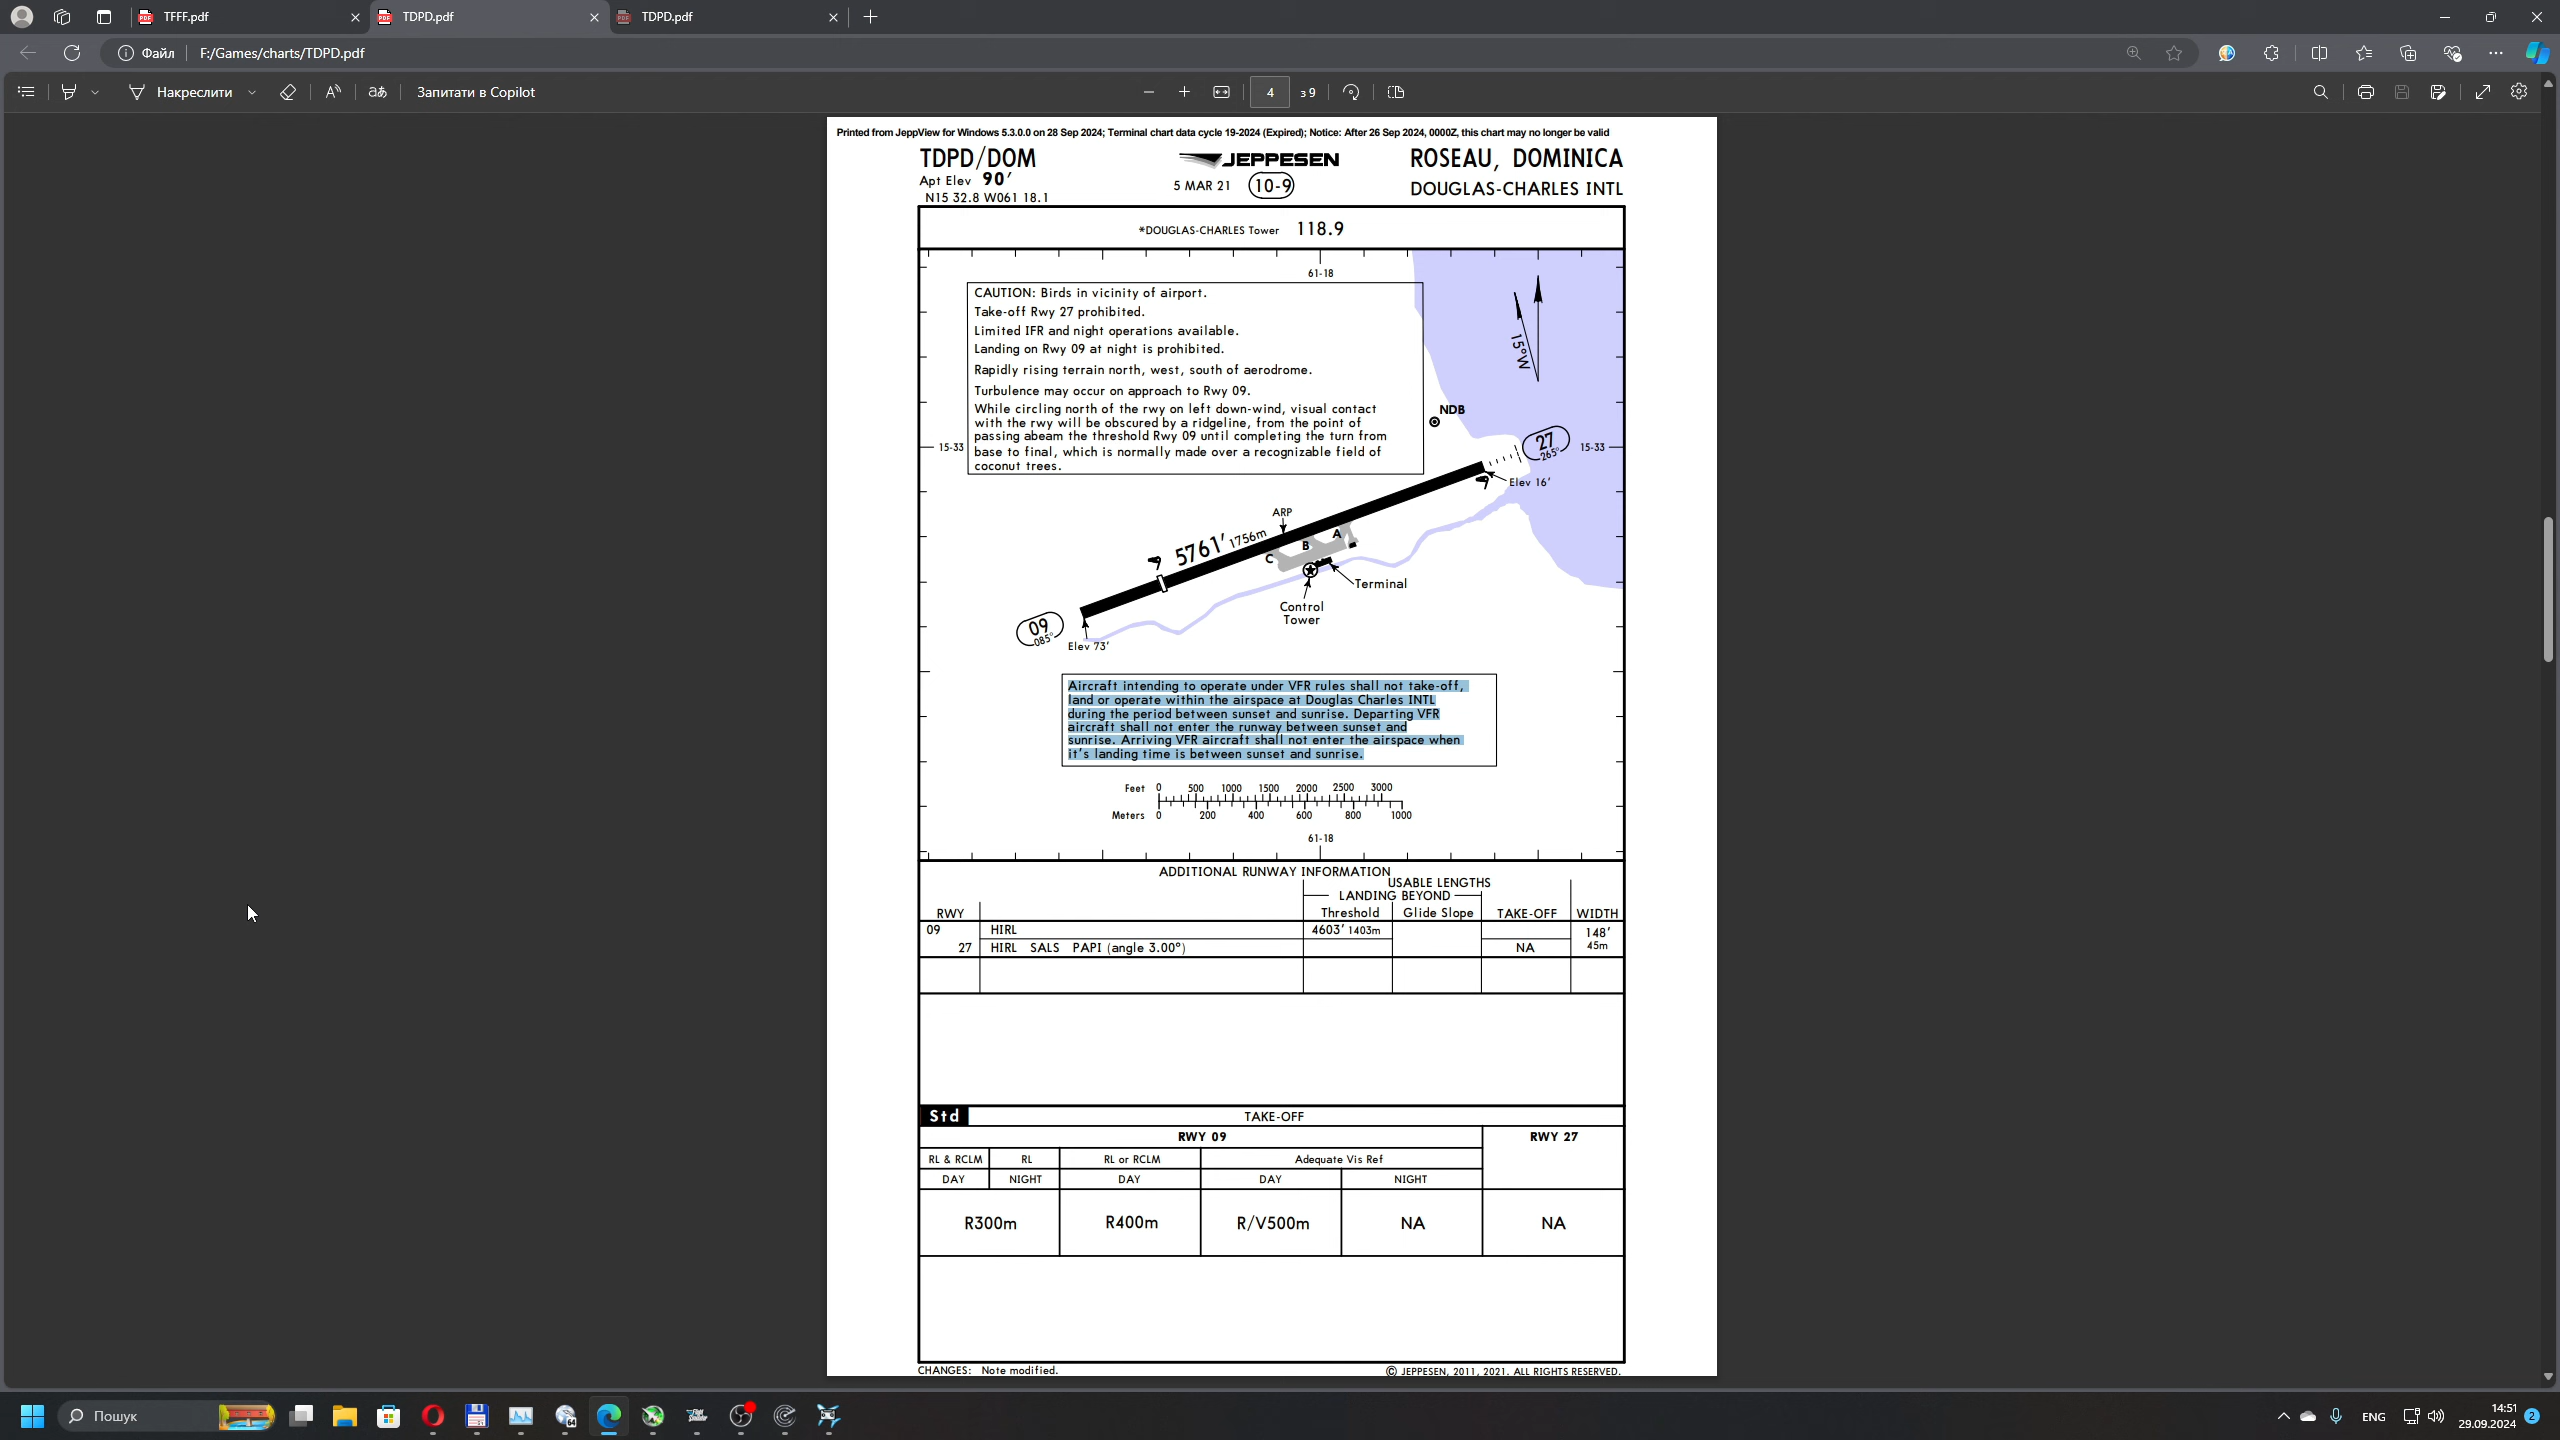 TFFF.pdf
TDPD.pdf
TDPD.pdf
Файл
F:/Games/charts/TDPD.pdf
Накреслити
Запитати в Copilot
4
з 9
Printed from JeppView for Windows 5.3.0.0 on 28 Sep 2024; Terminal chart data cycle 19-2024 (Expired); Notice: After 26 Sep 2024, 0000Z, this chart may no longer be valid
TDPD/DOM
JEPPESEN
ROSEAU, DOMINICA
Apt Elev 90'
5 MAR 21
10-9
DOUGLAS-CHARLES INTL
N15 32.8 W061 18.1
*DOUGLAS-CHARLES Tower 118.9
61-18
CAUTION: Birds in vicinity of airport.
Take-off Rwy 27 prohibited.
Limited IFR and night operations available.
Landing on Rwy 09 at night is prohibited.
Rapidly rising terrain north, west, south of aerodrome.
Turbulence may occur on approach to Rwy 09.
While circling north of the rwy on left down-wind, visual contact
with the rwy will be obscured by a ridgeline, from the point of
passing abeam the threshold Rwy 09 until completing the turn from
base to final, which is normally made over a recognizable field of
coconut trees.
15°W
NDB
15-33
15-33
27
265°
Elev 16'
ARP
5761' 1756m
A
B
C
Terminal
Control
Tower
09
085°
Elev 73'
Aircraft intending to operate under VFR rules shall not take-off,
land or operate within the airspace at Douglas Charles INTL
during the period between sunset and sunrise. Departing VFR
aircraft shall not enter the runway between sunset and
sunrise. Arriving VFR aircraft shall not enter the airspace when
it's landing time is between sunset and sunrise.
Feet 0 500 1000 1500 2000 2500 3000
Meters 0 200 400 600 800 1000
61-18
ADDITIONAL RUNWAY INFORMATION
USABLE LENGTHS
LANDING BEYOND
RWY Threshold Glide Slope TAKE-OFF WIDTH
09 HIRL 4603' 1403m 148'
27 HIRL SALS PAPI (angle 3.00°) NA 45m
Std TAKE-OFF
RWY 09 RWY 27
RL & RCLM RL RL or RCLM Adequate Vis Ref
DAY NIGHT DAY DAY NIGHT
R300m R400m R/V500m NA NA
CHANGES: Note modified.
© JEPPESEN, 2011, 2021. ALL RIGHTS RESERVED.
Пошук
64
ENG
14:51
29.09.2024
2